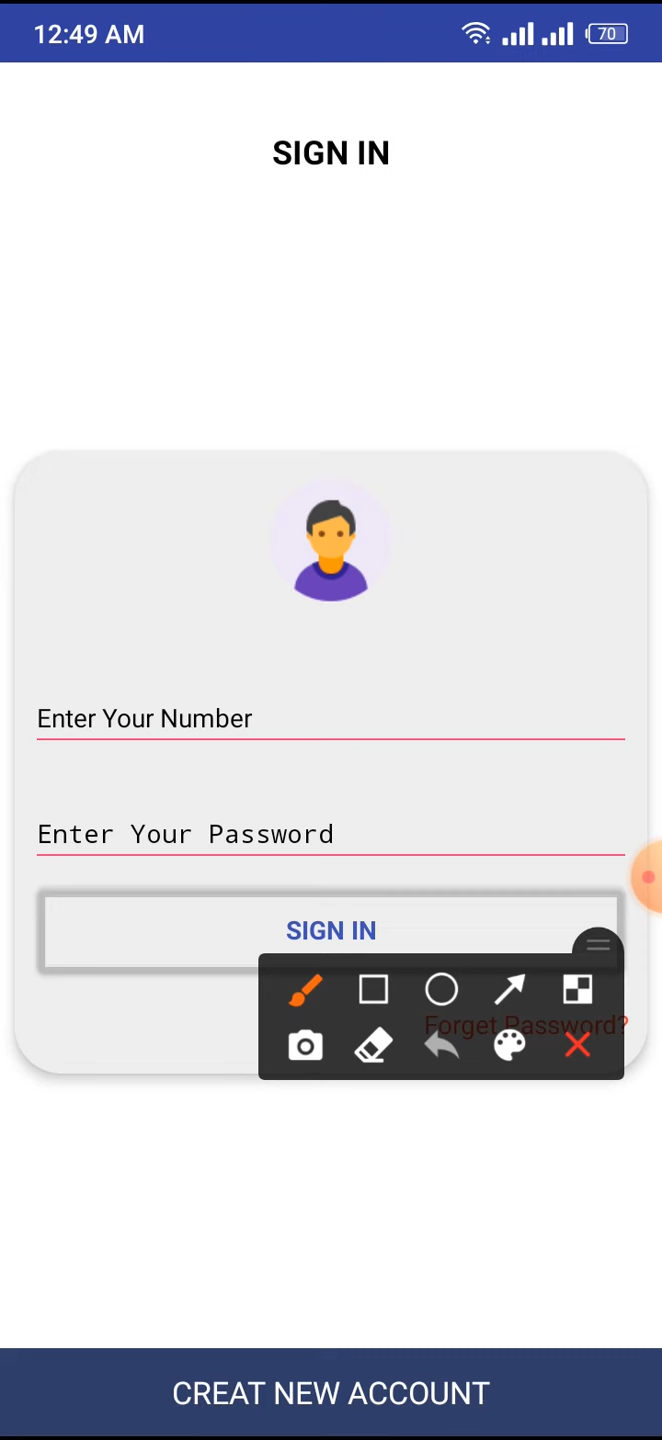 12:49 AM
70
SIGN IN
Enter Your Number
Enter Your Password
SIGN IN
Forget Password?
CREAT NEW ACCOUNT